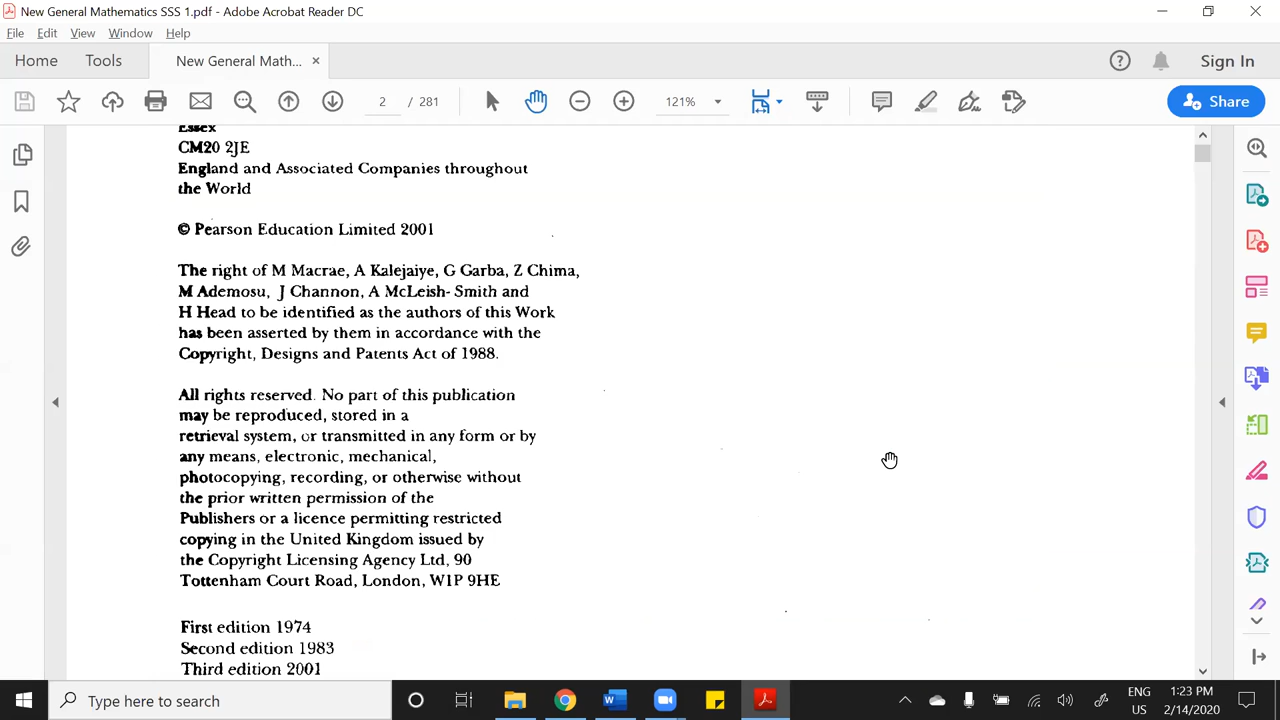 New General Mathematics SSS 1.pdf - Adobe Acrobat Reader DC
File Edit View Window Help
Home Tools New General Math... × Sign In
2 / 281 121% Share
Essex
CM20 2JE
England and Associated Companies throughout
the World
© Pearson Education Limited 2001
The right of M Macrae, A Kalejaiye, G Garba, Z Chima,
M Ademosu, J Channon, A McLeish- Smith and
H Head to be identified as the authors of this Work
has been asserted by them in accordance with the
Copyright, Designs and Patents Act of 1988.
All rights reserved. No part of this publication
may be reproduced, stored in a
retrieval system, or transmitted in any form or by
any means, electronic, mechanical,
photocopying, recording, or otherwise without
the prior written permission of the
Publishers or a licence permitting restricted
copying in the United Kingdom issued by
the Copyright Licensing Agency Ltd, 90
Tottenham Court Road, London, W1P 9HE
First edition 1974
Second edition 1983
Third edition 2001
Type here to search
ENG 1:23 PM
US 2/14/2020